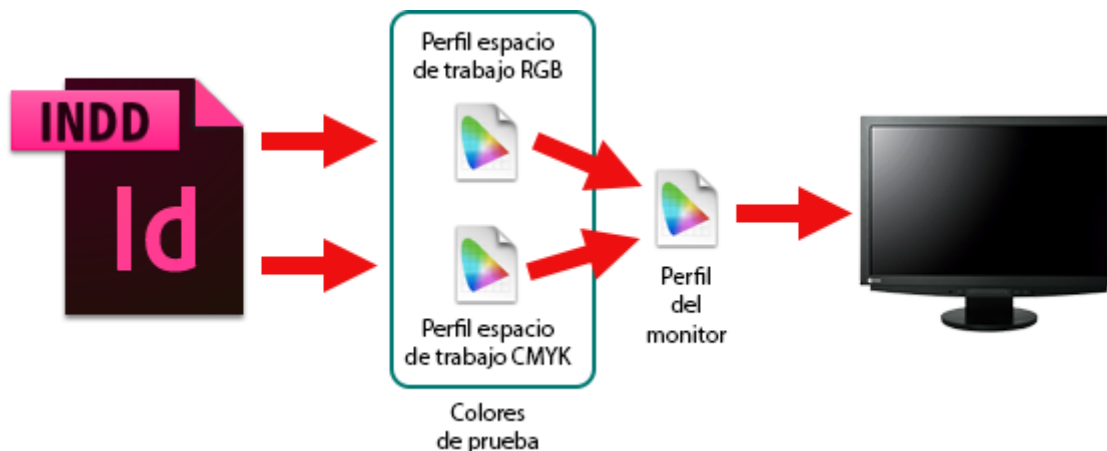 INDD
Id
Perfil espacio
de trabajo RGB
Perfil espacio
de trabajo CMYK
Colores
de prueba
Perfil
del
monitor